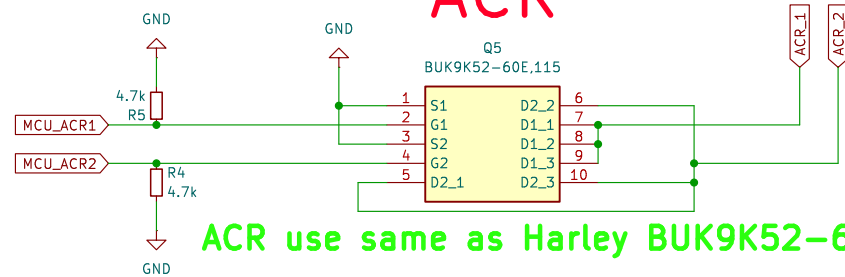 ACR
GND
GND
Q5
BUK9K52-60E,115
4.7k
R5
MCU_ACR1
MCU_ACR2
R4
4.7k
GND
1 S1
2 G1
3 S2
4 G2
5 D2_1
D2_2 6
D1_1 7
D1_2 8
D1_3 9
D2_3 10
ACR_1
ACR_2
ACR use same as Harley BUK9K52-6